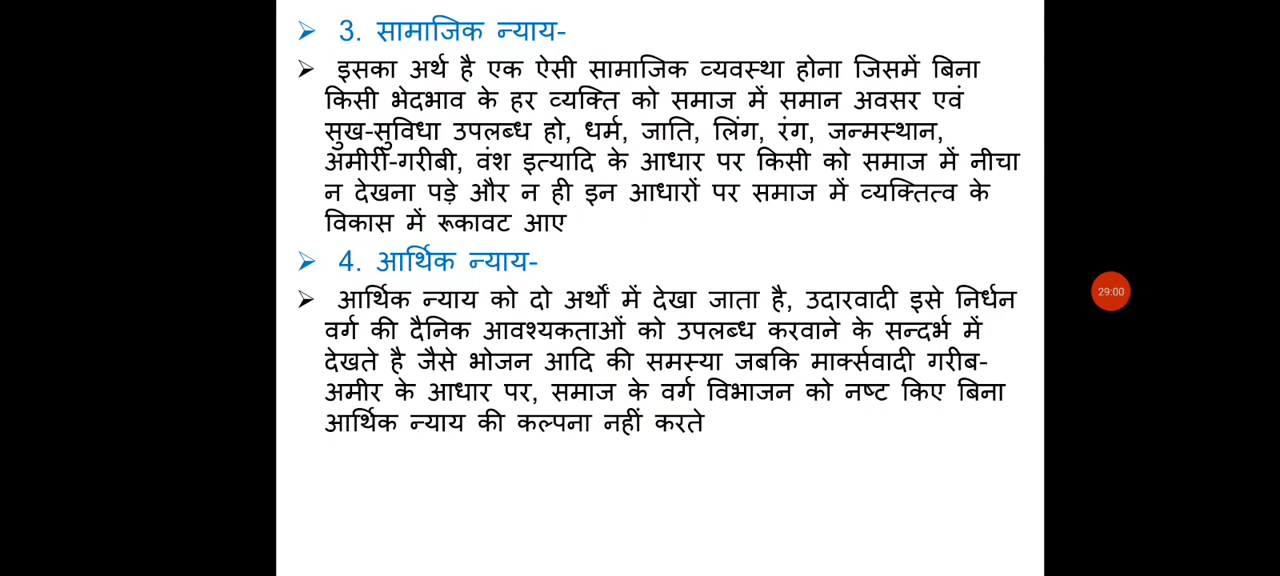 ➢ 3. सामाजिक न्याय-
➢ इसका अर्थ है एक ऐसी सामाजिक व्यवस्था होना जिसमें बिना
किसी भेदभाव के हर व्यक्ति को समाज में समान अवसर एवं
सुख-सुविधा उपलब्ध हो, धर्म, जाति, लिंग, रंग, जन्मस्थान,
अमीरी-गरीबी, वंश इत्यादि के आधार पर किसी को समाज में नीचा
न देखना पड़े और न ही इन आधारों पर समाज में व्यक्तित्व के
विकास में रूकावट आए
➢ 4. आर्थिक न्याय-
➢ आर्थिक न्याय को दो अर्थों में देखा जाता है, उदारवादी इसे निर्धन
वर्ग की दैनिक आवश्यकताओं को उपलब्ध करवाने के सन्दर्भ में
देखते है जैसे भोजन आदि की समस्या जबकि मार्क्सवादी गरीब-
अमीर के आधार पर, समाज के वर्ग विभाजन को नष्ट किए बिना
आर्थिक न्याय की कल्पना नहीं करते
29:00